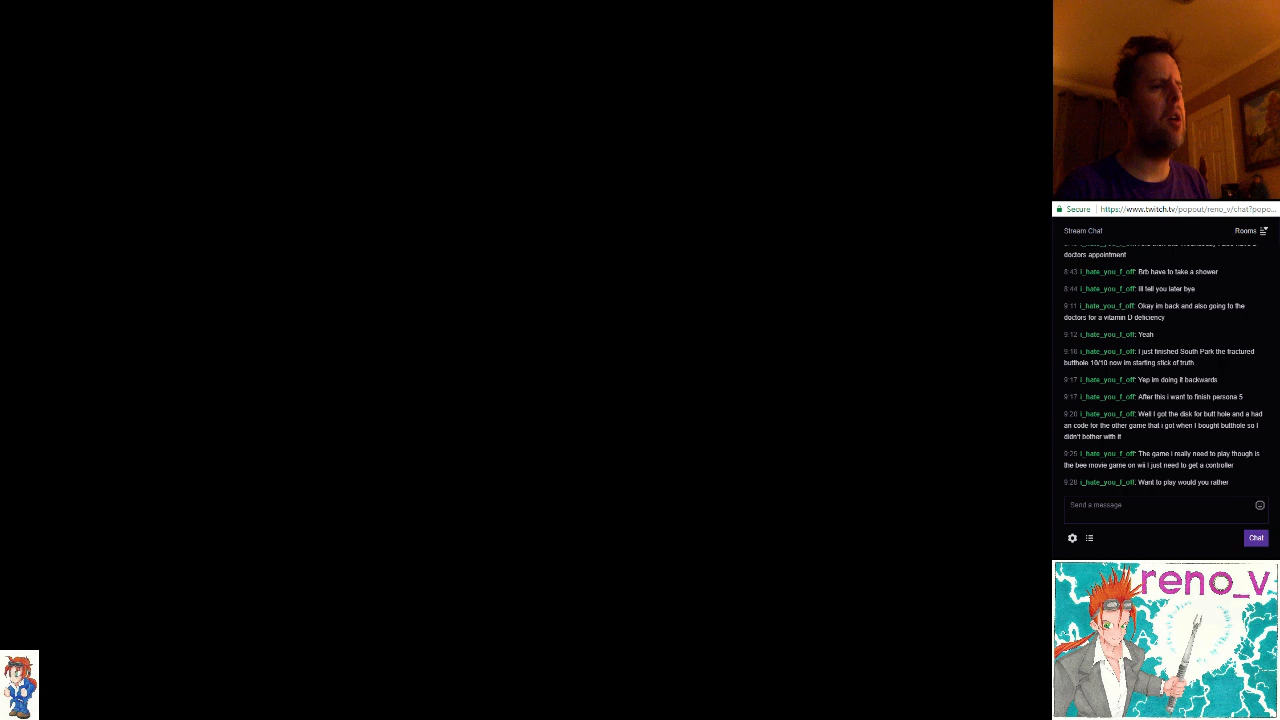 Secure https://www.twitch.tv/popout/reno_v/chat?popo...
Stream Chat
Rooms
doctors appointment
8:43 i_hate_you_f_off: Brb have to take a shower
8:44 i_hate_you_f_off: Ill tell you later bye
9:11 i_hate_you_f_off: Okay im back and also going to the
doctors for a vitamin D deficiency
9:12 i_hate_you_f_off: Yeah
9:16 i_hate_you_f_off: I just finished South Park the fractured
butthole 10/10 now im starting stick of truth
9:17 i_hate_you_f_off: Yep im doing it backwards
9:17 i_hate_you_f_off: After this i want to finish persona 5
9:20 i_hate_you_f_off: Well I got the disk for butt hole and a had
an code for the other game that i got when I bought butthole so I
didn't bother with it
9:25 i_hate_you_f_off: The game i really need to play though is
the bee movie game on wii I just need to get a controller
9:28 i_hate_you_f_off: Want to play would you rather
Send a message
Chat
reno_v